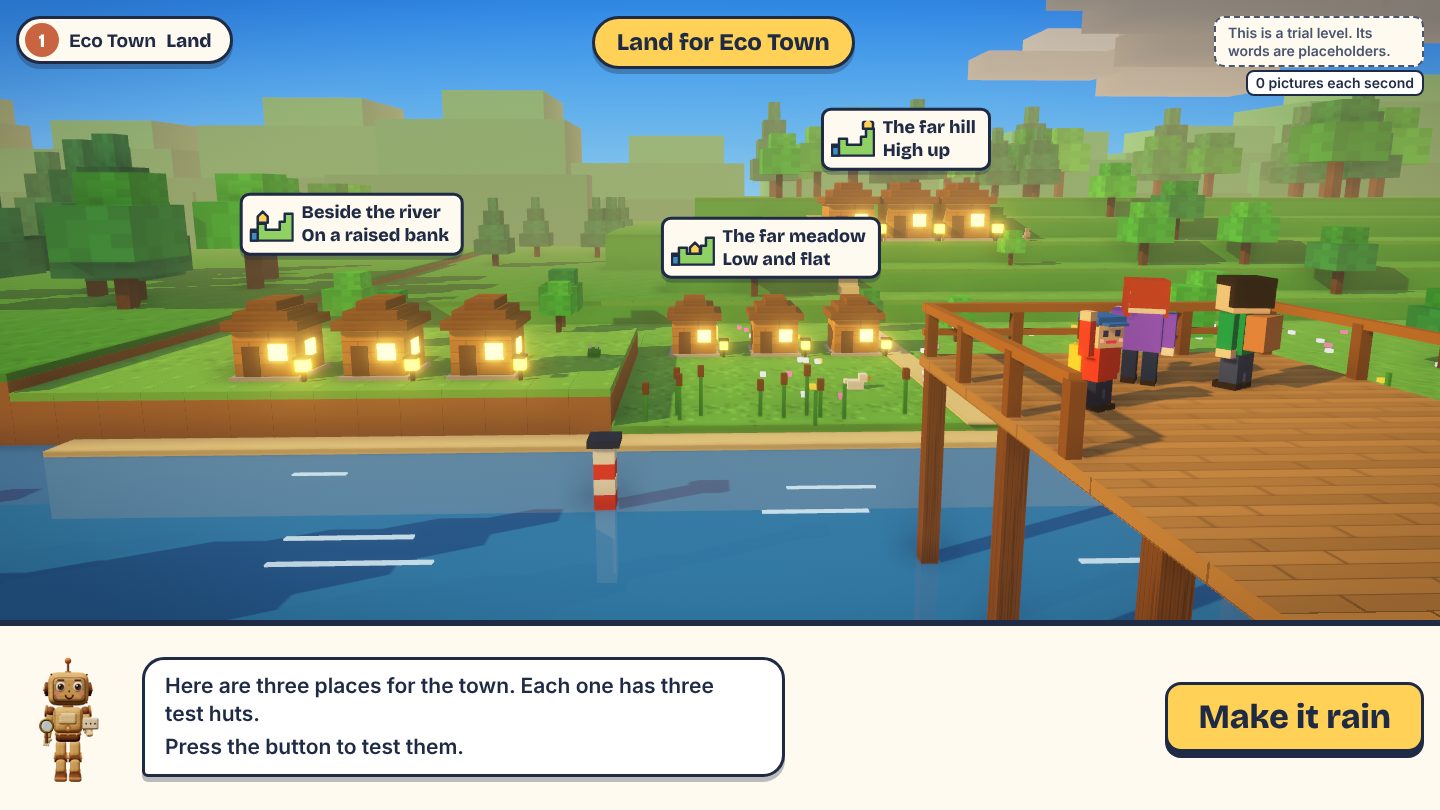 1 Eco Town Land
Land for Eco Town
This is a trial level. Its
words are placeholders.
0 pictures each second
The far hill
High up
Beside the river
On a raised bank
The far meadow
Low and flat
Here are three places for the town. Each one has three
test huts.
Press the button to test them.
Make it rain